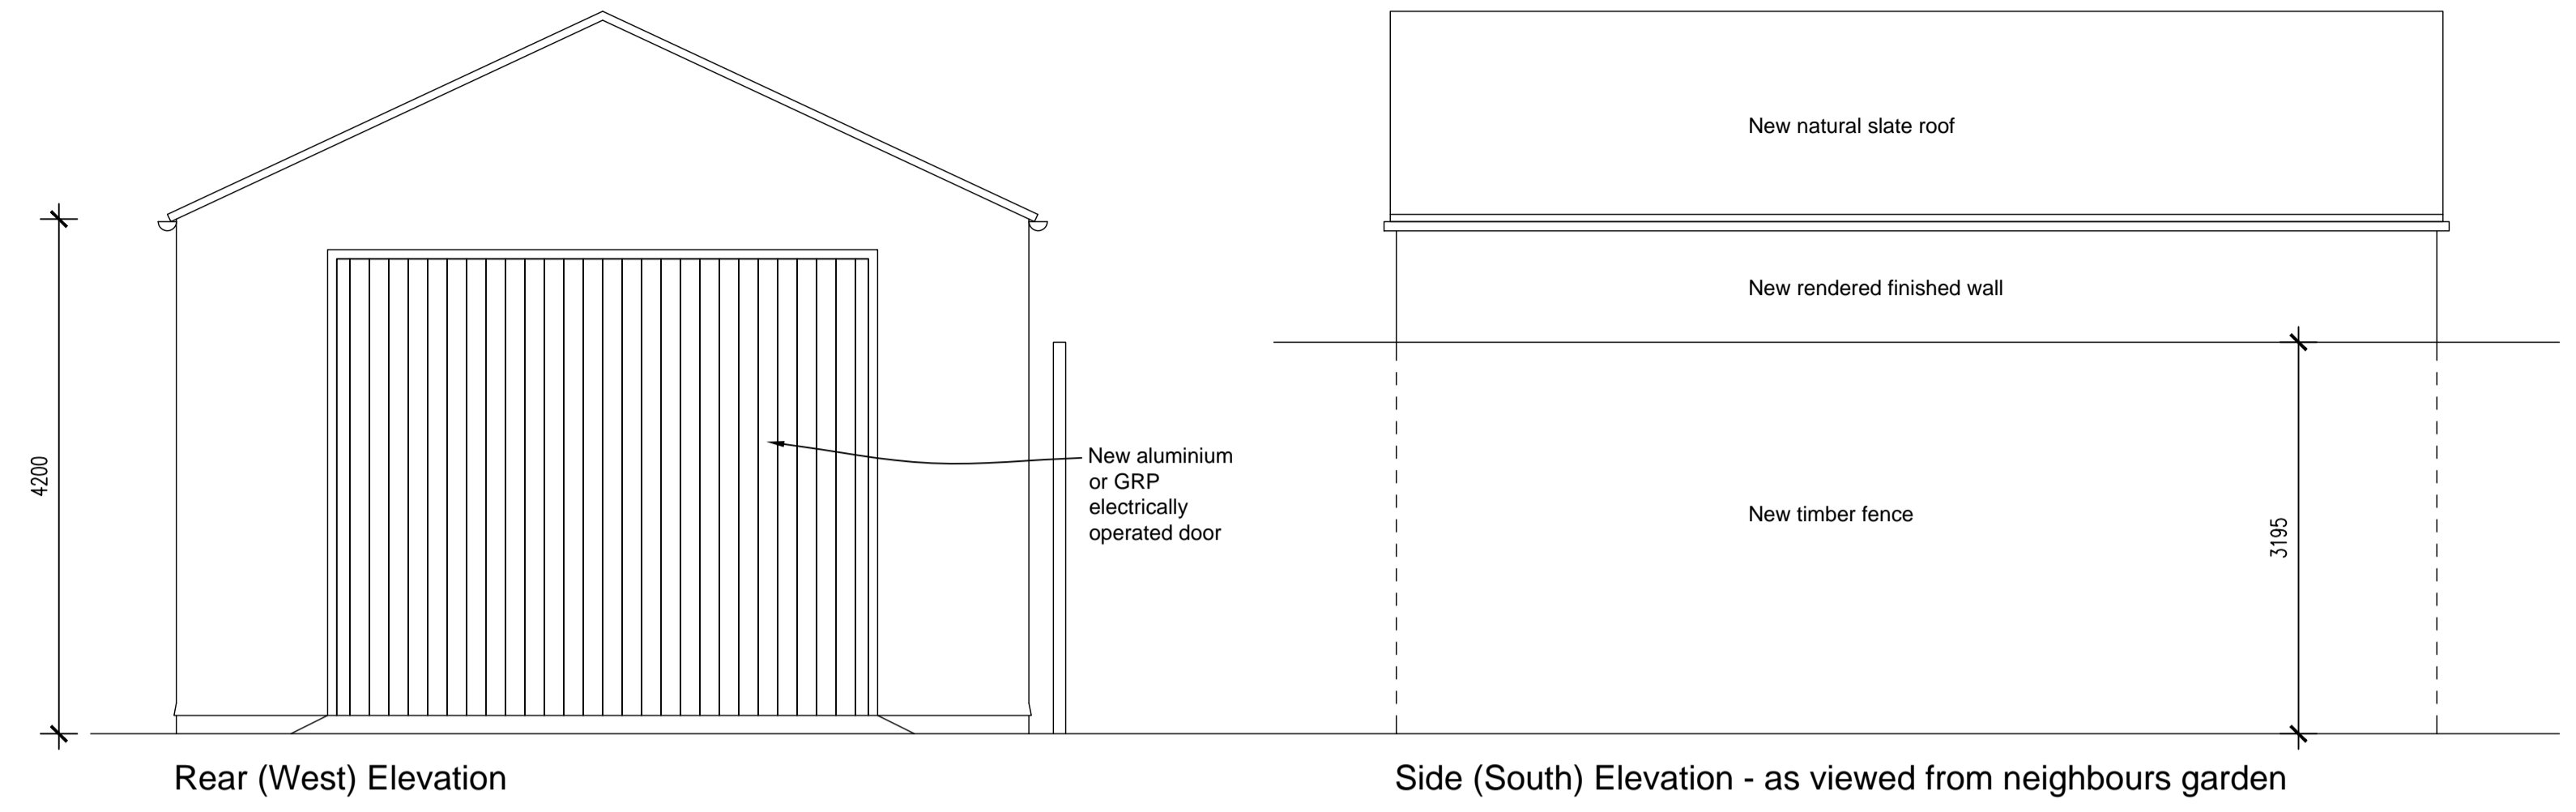 4200
New aluminium
or GRP
electrically
operated door
Rear (West) Elevation
New natural slate roof
New rendered finished wall
New timber fence
3195
Side (South) Elevation - as viewed from neighbours garden